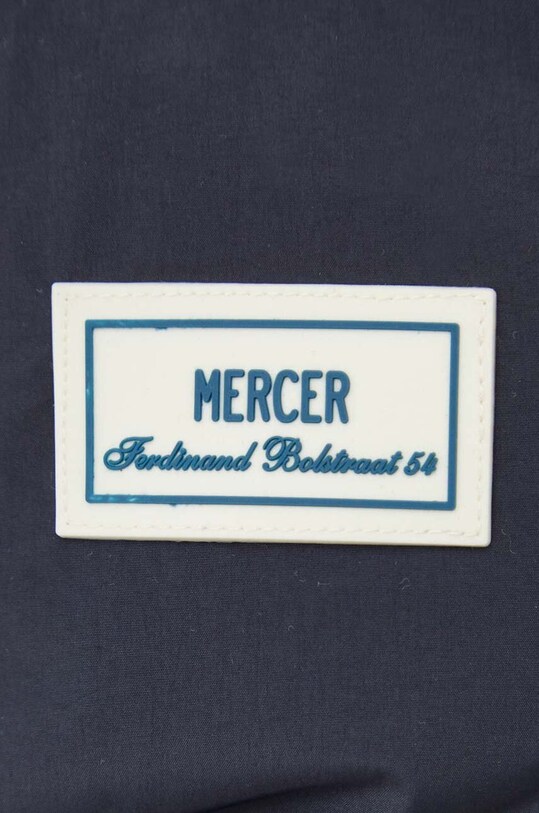 MERCER
Ferdinand Bolstraat 54